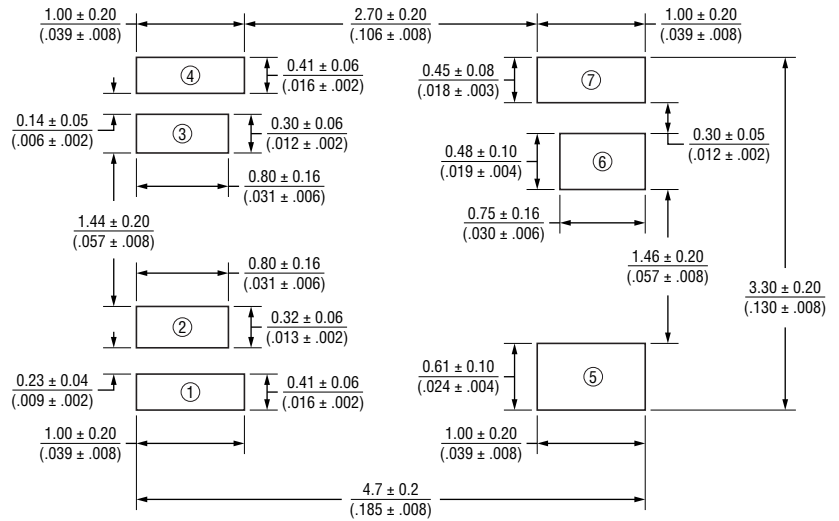 1.00 ± 0.20
(.039 ± .008)
2.70 ± 0.20
(.106 ± .008)
1.00 ± 0.20
(.039 ± .008)
④
0.41 ± 0.06
(.016 ± .002)
0.45 ± 0.08
(.018 ± .003)
⑦
0.14 ± 0.05
(.006 ± .002)
③
0.30 ± 0.06
(.012 ± .002)
0.48 ± 0.10
(.019 ± .004)
⑥
0.30 ± 0.05
(.012 ± .002)
0.80 ± 0.16
(.031 ± .006)
0.75 ± 0.16
(.030 ± .006)
1.44 ± 0.20
(.057 ± .008)
1.46 ± 0.20
(.057 ± .008)
0.80 ± 0.16
(.031 ± .006)
3.30 ± 0.20
(.130 ± .008)
②
0.32 ± 0.06
(.013 ± .002)
0.23 ± 0.04
(.009 ± .002)
①
0.41 ± 0.06
(.016 ± .002)
0.61 ± 0.10
(.024 ± .004)
⑤
1.00 ± 0.20
(.039 ± .008)
1.00 ± 0.20
(.039 ± .008)
4.7 ± 0.2
(.185 ± .008)